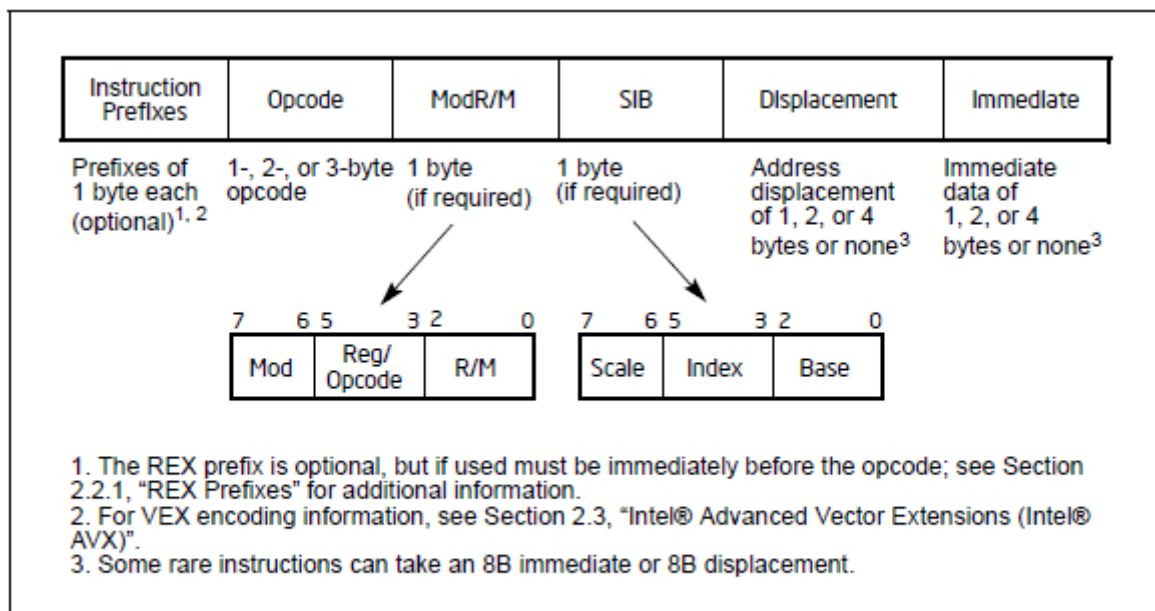 Instruction Prefixes Opcode ModR/M SIB Displacement Immediate
Prefixes of 1 byte each (optional)1, 2
1-, 2-, or 3-byte opcode
1 byte (if required)
1 byte (if required)
Address displacement of 1, 2, or 4 bytes or none3
Immediate data of 1, 2, or 4 bytes or none3
7 6 5 3 2 0
Mod Reg/Opcode R/M
7 6 5 3 2 0
Scale Index Base
1. The REX prefix is optional, but if used must be immediately before the opcode; see Section
2.2.1, “REX Prefixes” for additional information.
2. For VEX encoding information, see Section 2.3, “Intel® Advanced Vector Extensions (Intel®
AVX)”.
3. Some rare instructions can take an 8B immediate or 8B displacement.